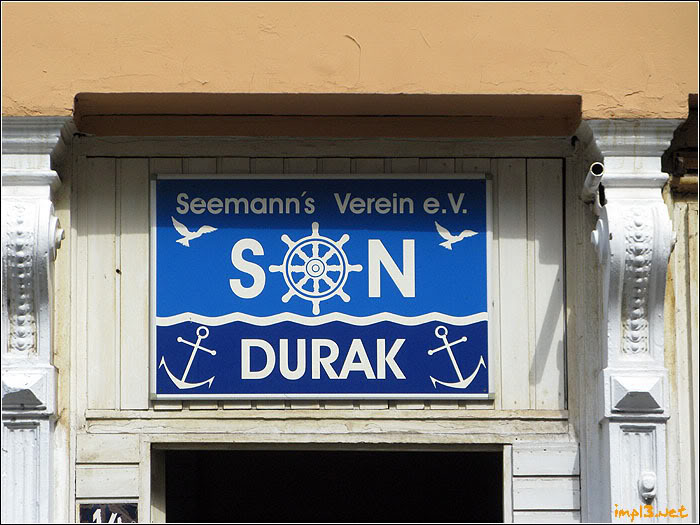 Seemann´s Verein e.V.
SON
DURAK
impl3.net